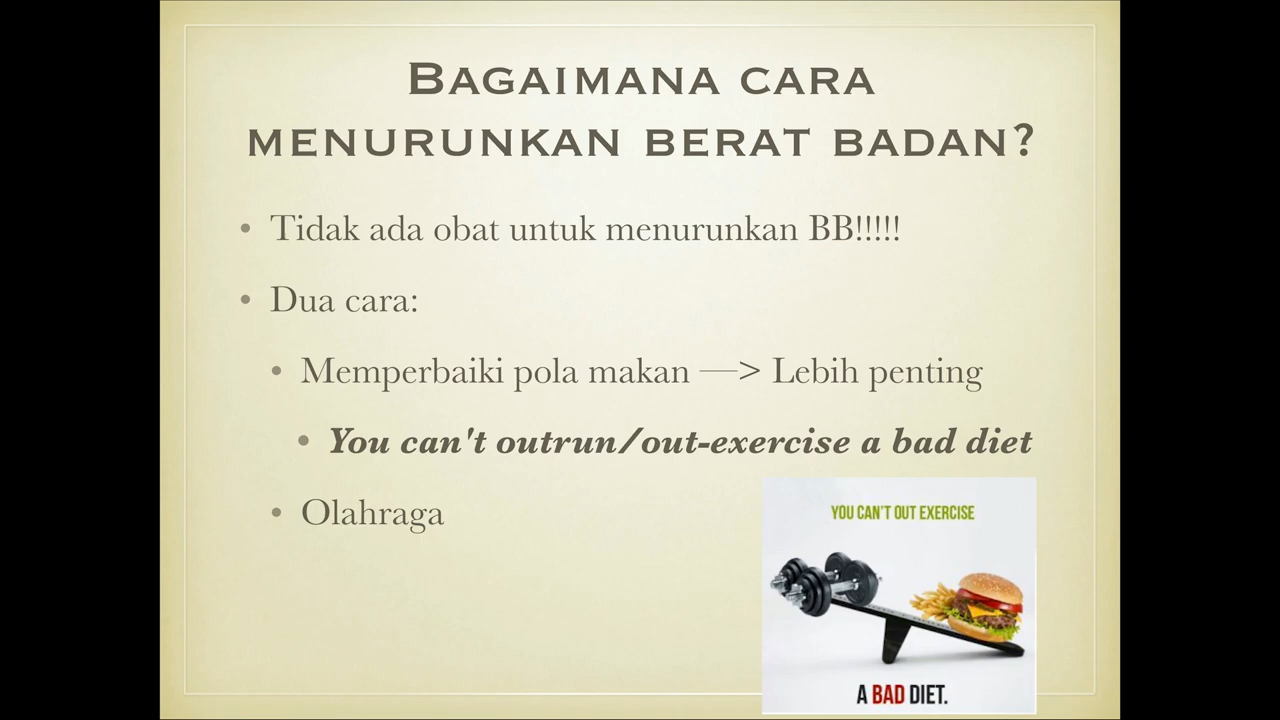 Bagaimana cara
menurunkan berat badan?
• Tidak ada obat untuk menurunkan BB!!!!!
• Dua cara:
• Memperbaiki pola makan —> Lebih penting
• You can't outrun/out-exercise a bad diet
• Olahraga
YOU CAN'T OUT EXERCISE
A BAD DIET.